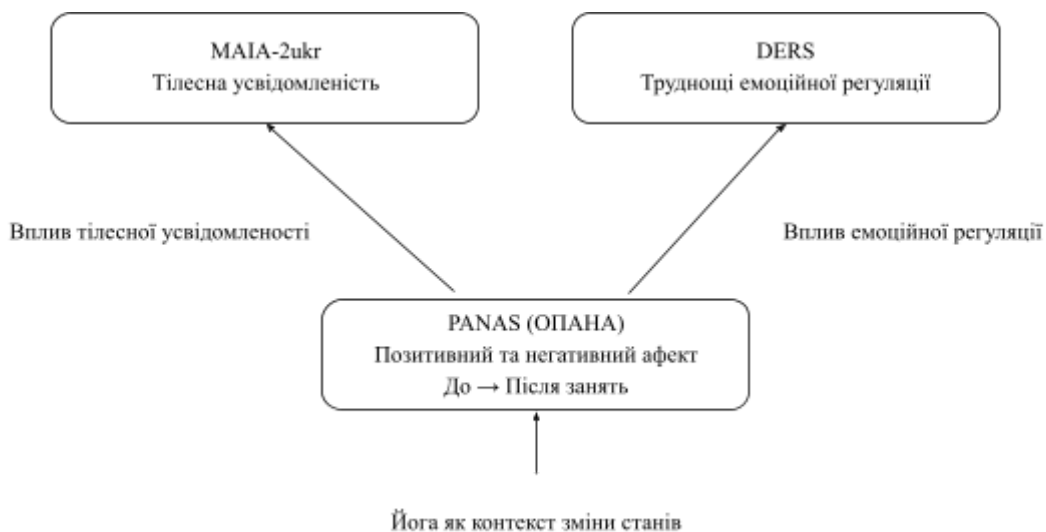 MAIA-2ukr
Тілесна усвідомленість
DERS
Труднощі емоційної регуляції
Вплив тілесної усвідомленості
Вплив емоційної регуляції
PANAS (ОПАНА)
Позитивний та негативний афект
До → Після занять
Йога як контекст зміни станів